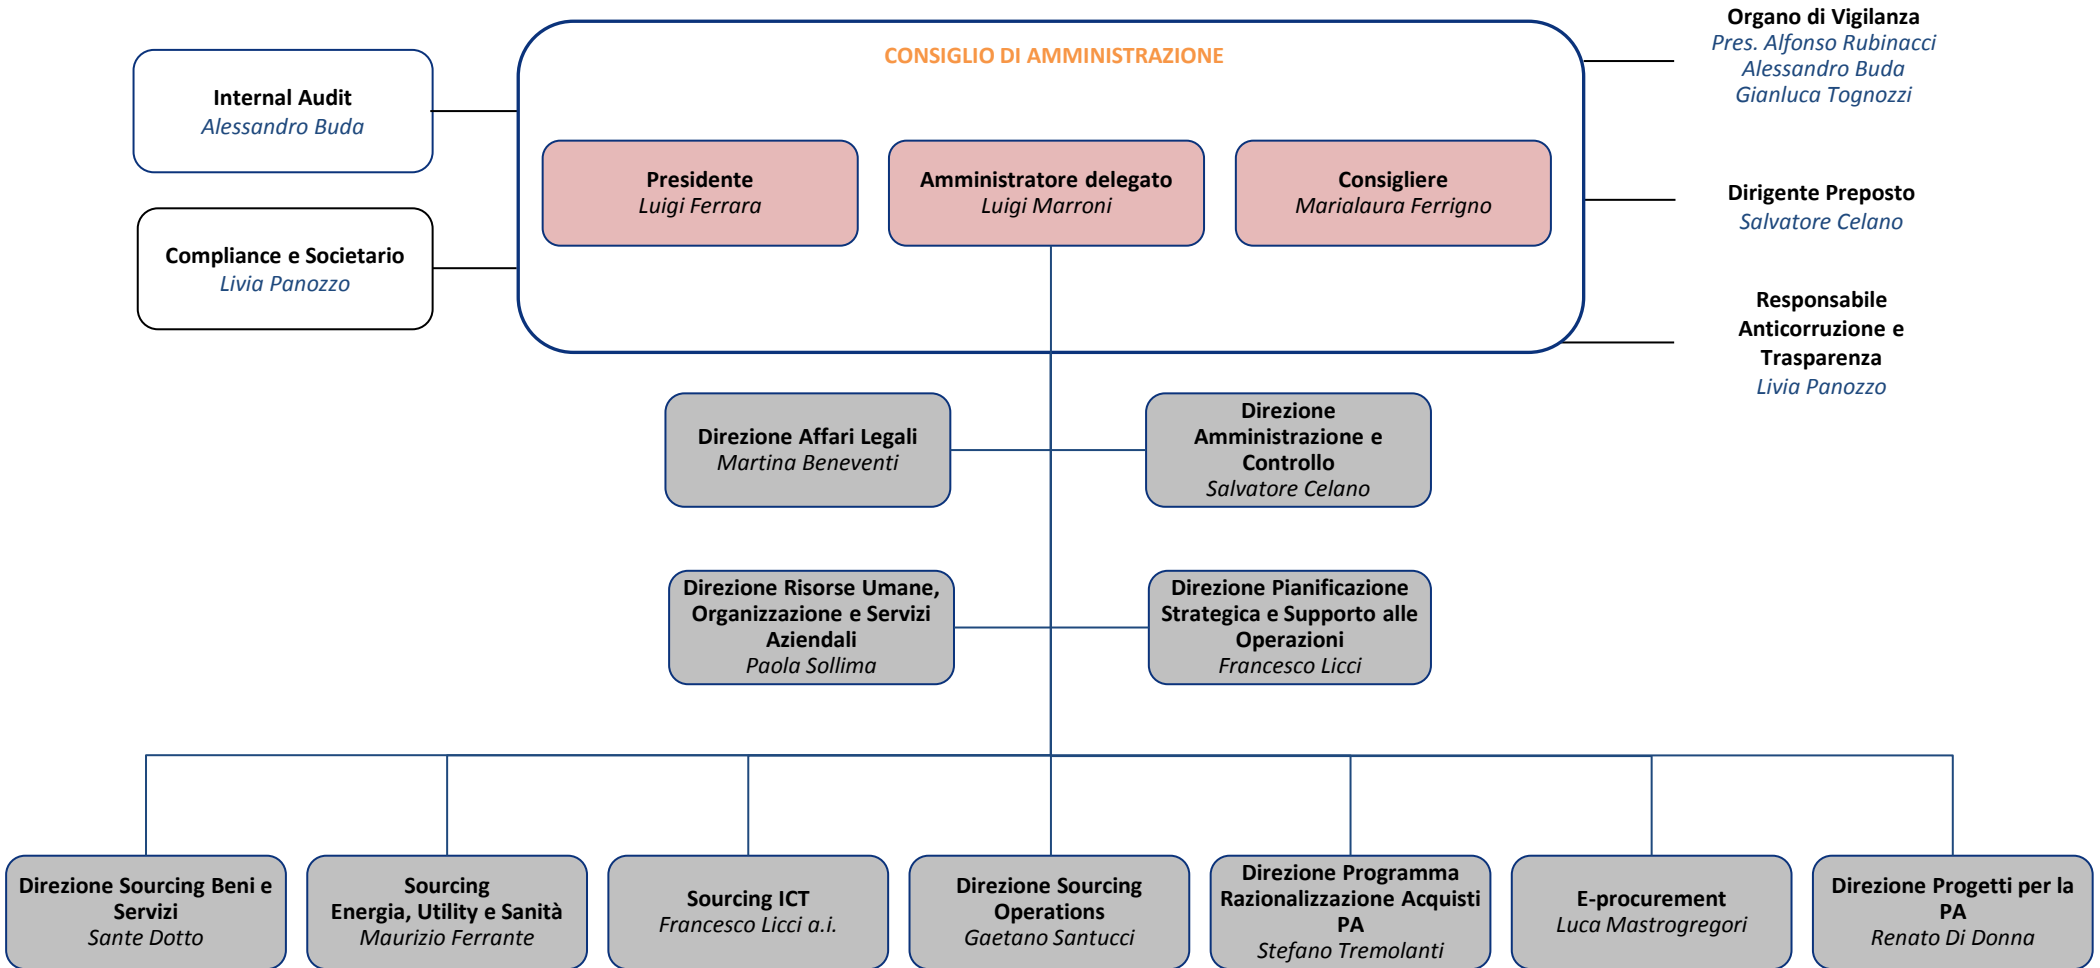 CONSIGLIO DI AMMINISTRAZIONE
Internal Audit
Alessandro Buda
Compliance e Societario
Livia Panozzo
Presidente
Luigi Ferrara
Amministratore delegato
Luigi Marroni
Consigliere
Marialaura Ferrigno
Organo di Vigilanza
Pres. Alfonso Rubinacci
Alessandro Buda
Gianluca Tognozzi
Dirigente Preposto
Salvatore Celano
Responsabile
Anticorruzione e
Trasparenza
Livia Panozzo
Direzione Affari Legali
Martina Beneventi
Direzione
Amministrazione e
Controllo
Salvatore Celano
Direzione Risorse Umane,
Organizzazione e Servizi
Aziendali
Paola Sollima
Direzione Pianificazione
Strategica e Supporto alle
Operazioni
Francesco Licci
Direzione Sourcing Beni e
Servizi
Sante Dotto
Sourcing
Energia, Utility e Sanità
Maurizio Ferrante
Sourcing ICT
Francesco Licci a.i.
Direzione Sourcing
Operations
Gaetano Santucci
Direzione Programma
Razionalizzazione Acquisti
PA
Stefano Tremolanti
E-procurement
Luca Mastrogregori
Direzione Progetti per la
PA
Renato Di Donna